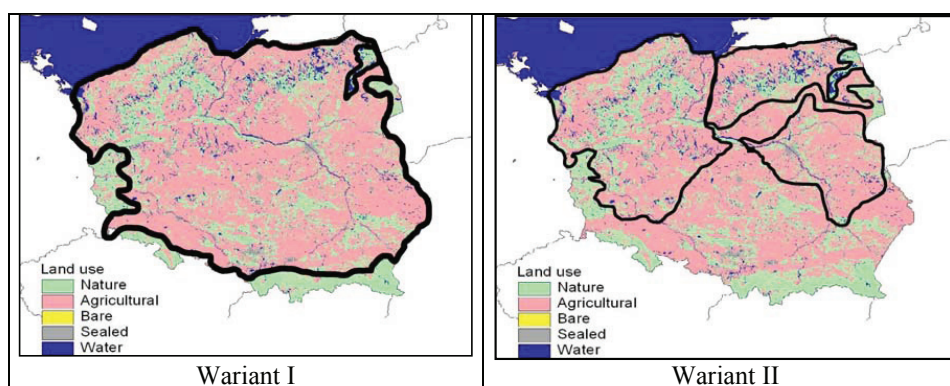 Land use
Nature
Agricultural
Bare
Sealed
Water
Wariant I
Land use
Nature
Agricultural
Bare
Sealed
Water
Wariant II